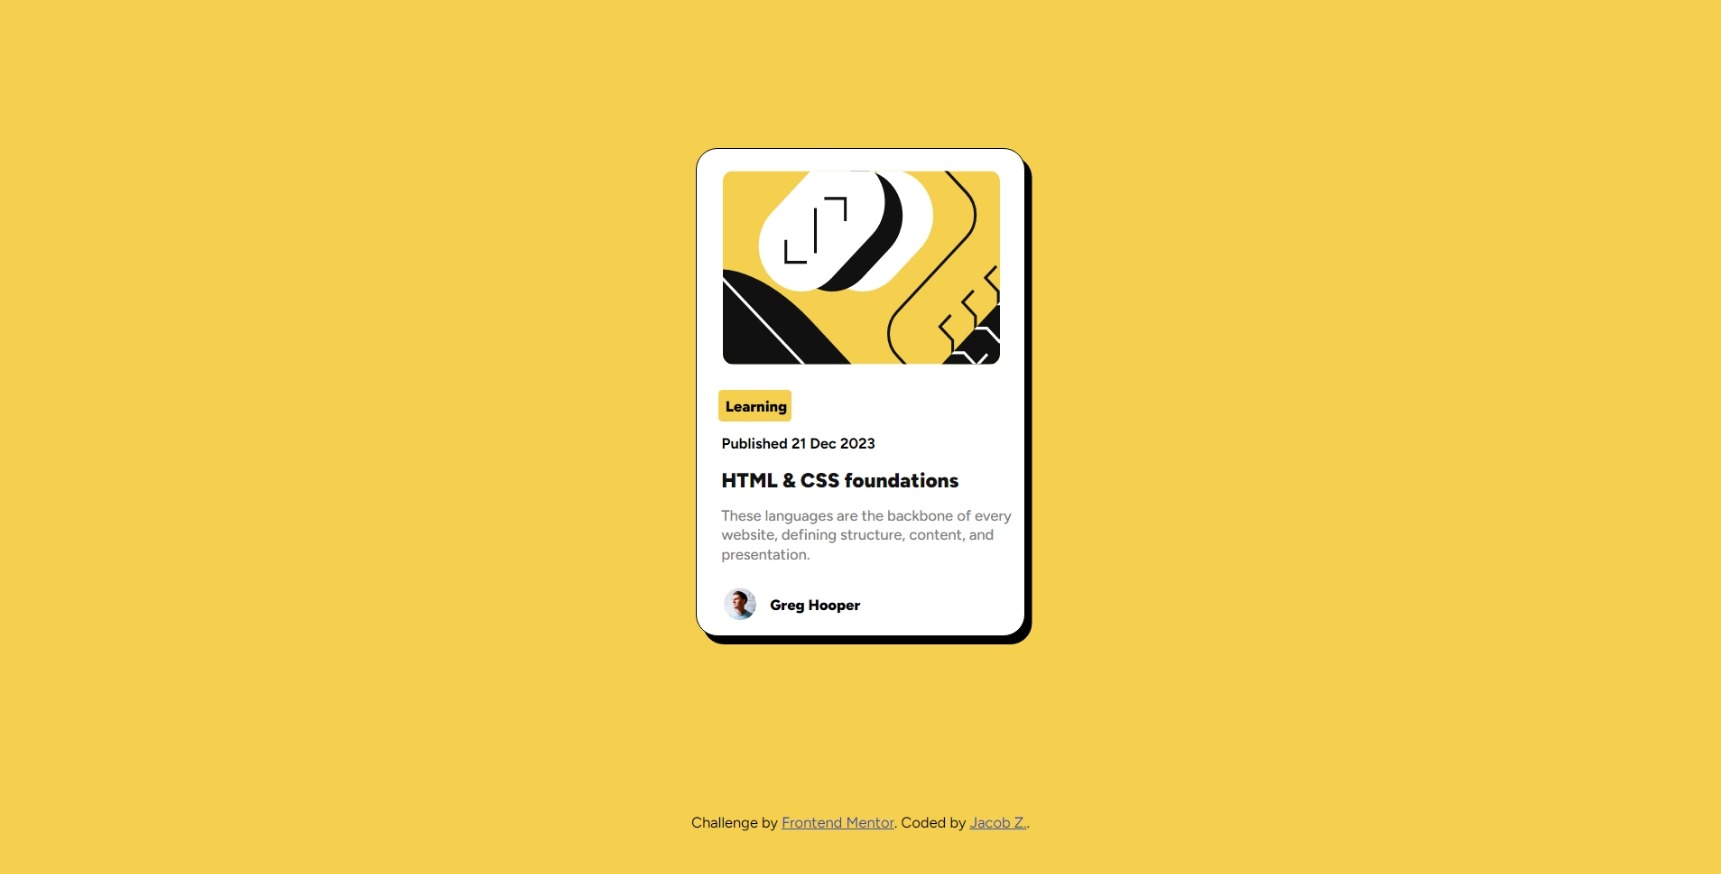 Learning
Published 21 Dec 2023
HTML & CSS foundations
These languages are the backbone of every
website, defining structure, content, and
presentation.
Greg Hooper
Challenge by Frontend Mentor. Coded by Jacob Z..